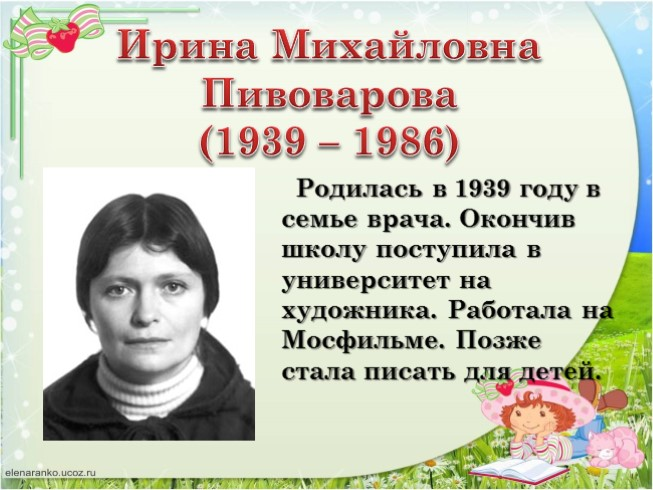 Ирина Михайловна
Пивоварова
(1939 – 1986)
Родилась в 1939 году в
семье врача. Окончив
школу поступила в
университет на
художника. Работала на
Мосфильме. Позже
стала писать для детей.
elenaranko.ucoz.ru